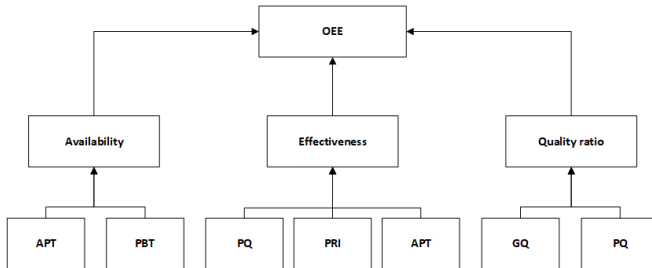 OEE
Availability
Effectiveness
Quality ratio
APT
PBT
PQ
PRI
APT
GQ
PQ